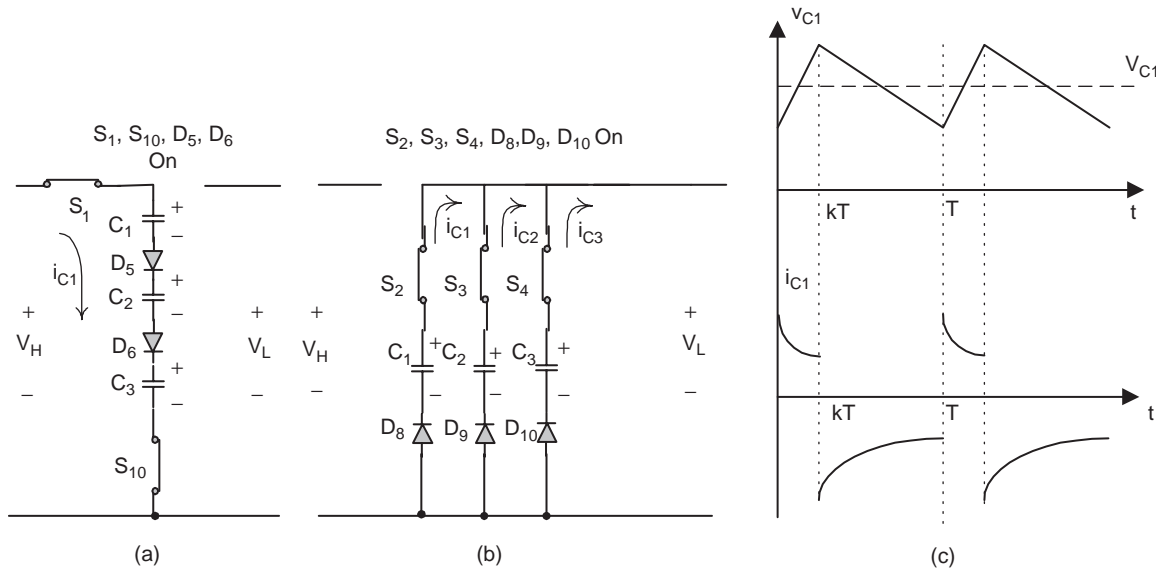 S1, S10, D5, D6
On
S1
C1
+
−
D5
iC1
C2
+
−
D6
+
VH
−
C3
+
−
+
VL
−
S10
(a)
S2, S3, S4, D8,D9, D10 On
iC1
iC2
iC3
S2
S3
S4
+
VH
−
C1
+
−
C2
+
−
C3
+
−
+
VL
−
D8
D9
D10
(b)
vC1
VC1
kT
T
t
iC1
kT
T
t
(c)